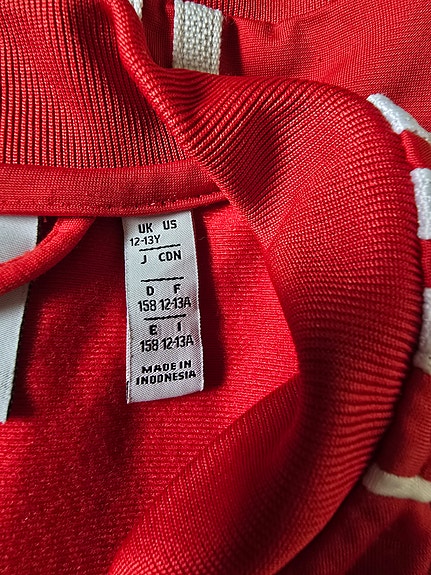 UK US
12-13Y
J CDN
D F
158 12-13A
E I
158 12-13A
MADE IN
INDONESIA